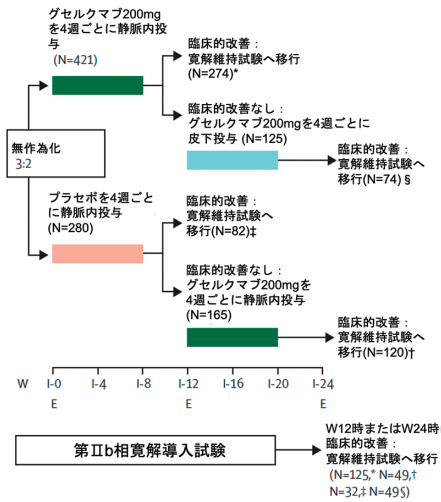 グセルクマブ200mg
を4週ごとに静脈内投
与
(N=421)
臨床的改善：
寛解維持試験へ移行
(N=274)*
臨床的改善なし：
グセルクマブ200mgを4週ごとに
皮下投与 (N=125)
無作為化
3:2
臨床的改善：
寛解維持試験へ
移行(N=74) §
プラセボを4週ごと
に静脈内投与
(N=280)
臨床的改善：
寛解維持試験へ
移行(N=82)‡
臨床的改善なし：
グセルクマブ200mgを
4週ごとに静脈内投与
(N=165)
臨床的改善：
寛解維持試験へ
移行(N=120)†
W I-0 I-4 I-8 I-12 I-16 I-20 I-24
E E E
第Ⅱb相寛解導入試験
W12時またはW24時
臨床的改善：
寛解維持試験へ移行
(N=125,* N=49,†
N=32,‡ N=49§)